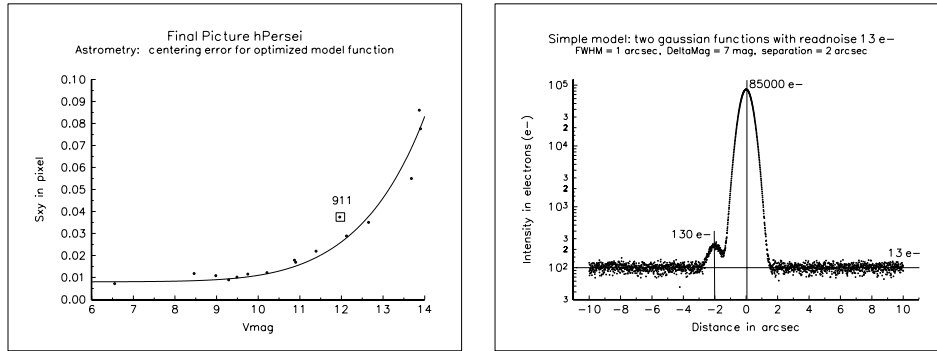 Final Picture hPersei
Astrometry: centering error for optimized model function
0.10
0.09
0.08
0.07
0.06
0.05
0.04
0.03
0.02
0.01
0.00
Sxy in pixel
911
6 7 8 9 10 11 12 13 14
Vmag
Simple model: two gaussian functions with readnoise 13 e-
FWHM = 1 arcsec, DeltaMag = 7 mag, separation = 2 arcsec
10⁵
3
2
10⁴
3
2
10³
3
2
10²
3
Intensity in electrons (e-)
85000 e-
130 e-
13 e-
-10 -8 -6 -4 -2 0 2 4 6 8 10
Distance in arcsec